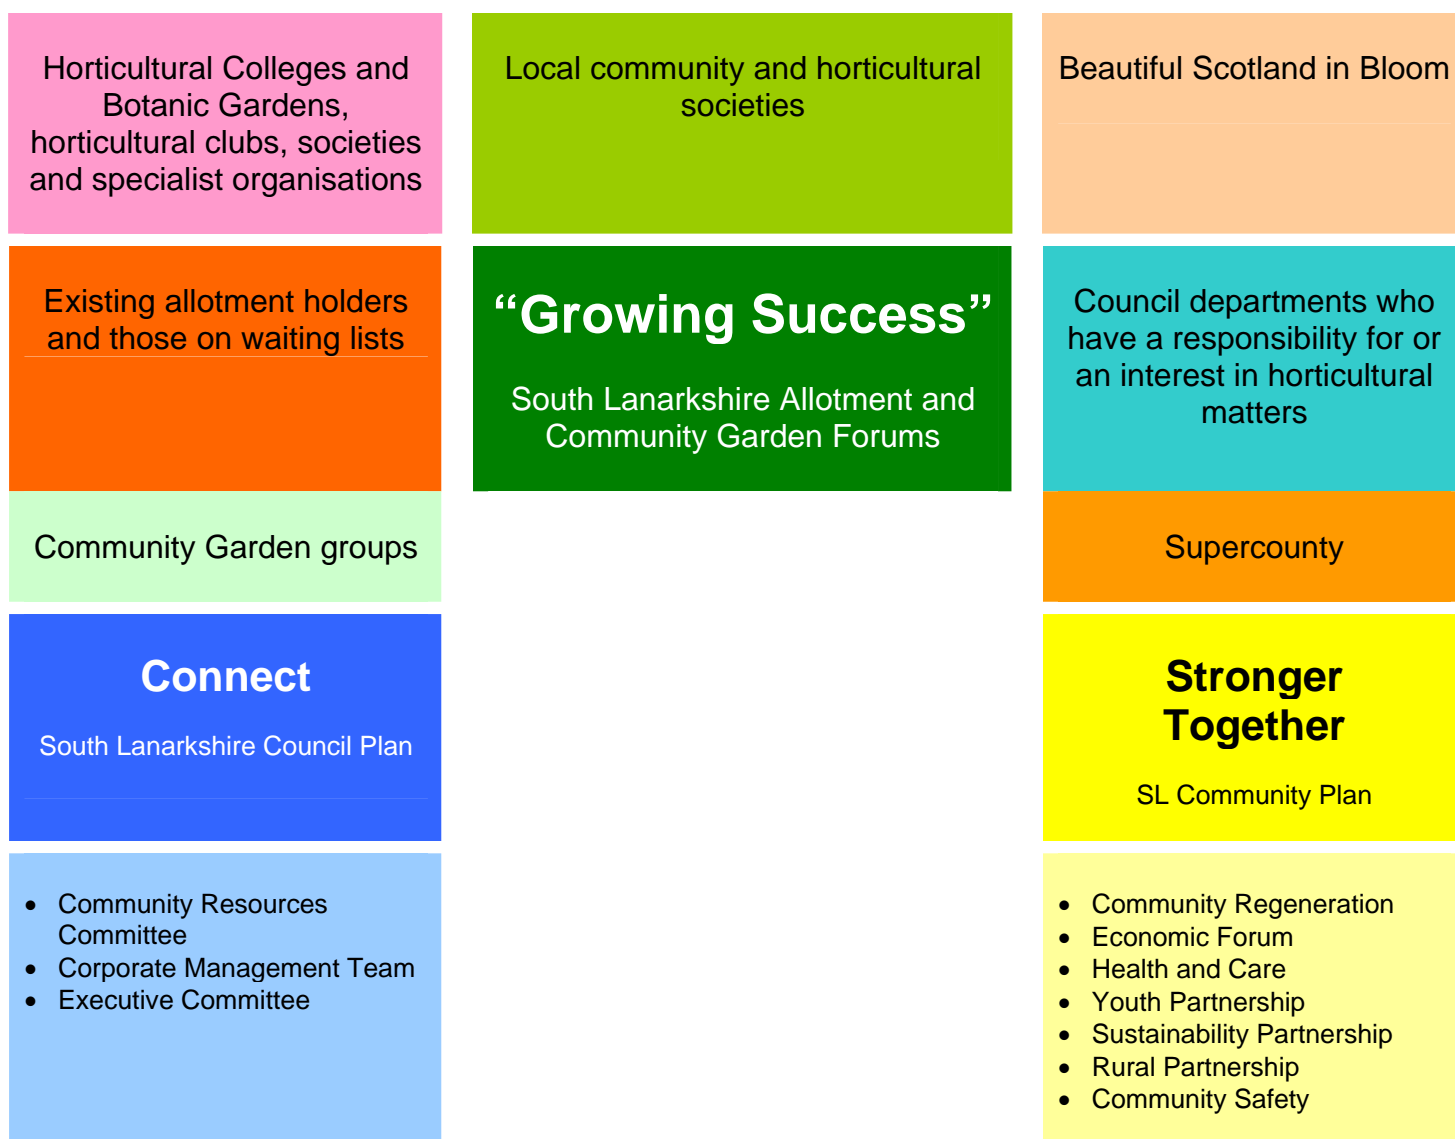 Horticultural Colleges and
Botanic Gardens,
horticultural clubs, societies
and specialist organisations
Local community and horticultural
societies
Beautiful Scotland in Bloom
Existing allotment holders
and those on waiting lists
“Growing Success”
South Lanarkshire Allotment and
Community Garden Forums
Council departments who
have a responsibility for or
an interest in horticultural
matters
Community Garden groups
Supercounty
Connect
South Lanarkshire Council Plan
Stronger
Together
SL Community Plan
• Community Resources
Committee
• Corporate Management Team
• Executive Committee
• Community Regeneration
• Economic Forum
• Health and Care
• Youth Partnership
• Sustainability Partnership
• Rural Partnership
• Community Safety